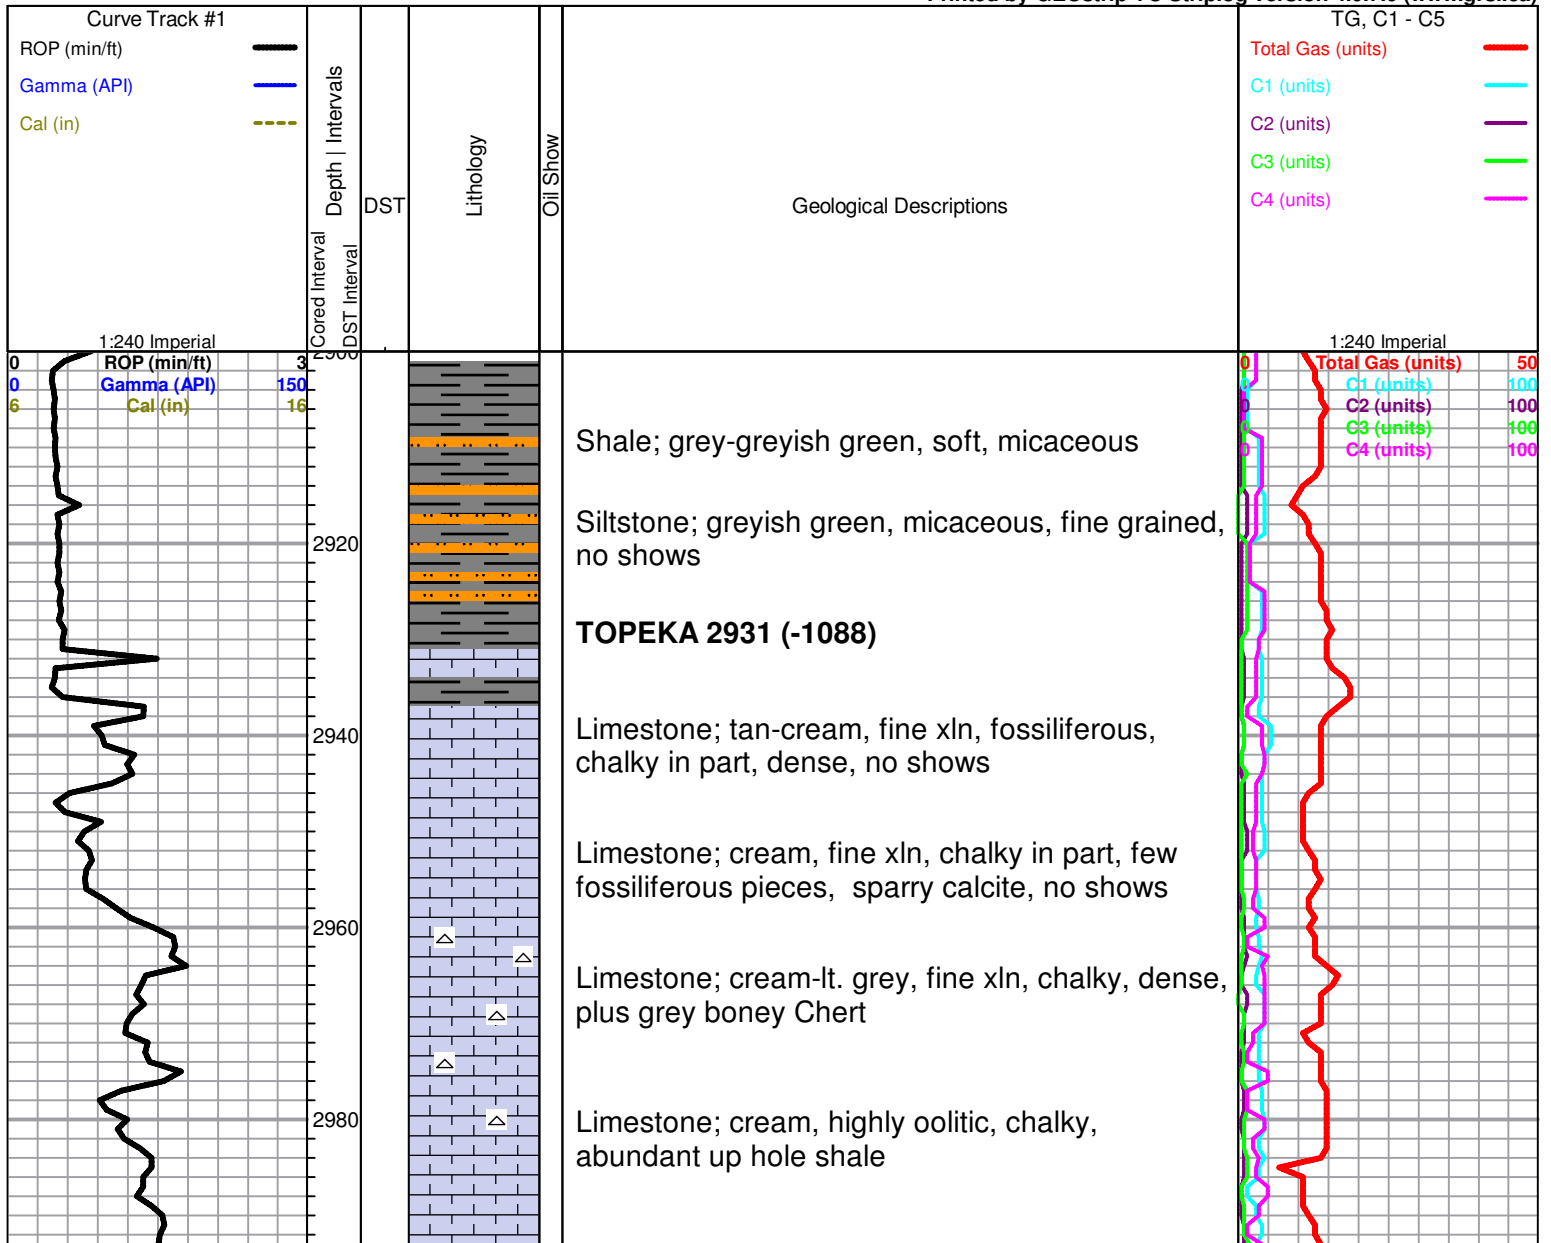 Curve Track #1
ROP (min/ft)
Gamma (API)
Cal (in)
1:240 Imperial
0 ROP (min/ft) 3
0 Gamma (API) 150
6 Cal (in) 16
Depth | Intervals
Cored Interval
DST Interval
DST
Lithology
Oil Show
Geological Descriptions
TG, C1 - C5
Total Gas (units)
C1 (units)
C2 (units)
C3 (units)
C4 (units)
1:240 Imperial
0 Total Gas (units) 50
0 C1 (units) 100
0 C2 (units) 100
0 C3 (units) 100
0 C4 (units) 100
2900
Shale; grey-greyish green, soft, micaceous
Siltstone; greyish green, micaceous, fine grained,
no shows
2920
TOPEKA 2931 (-1088)
Limestone; tan-cream, fine xln, fossiliferous,
chalky in part, dense, no shows
2940
Limestone; cream, fine xln, chalky in part, few
fossiliferous pieces, sparry calcite, no shows
2960
Limestone; cream-lt. grey, fine xln, chalky, dense,
plus grey boney Chert
2980
Limestone; cream, highly oolitic, chalky,
abundant up hole shale